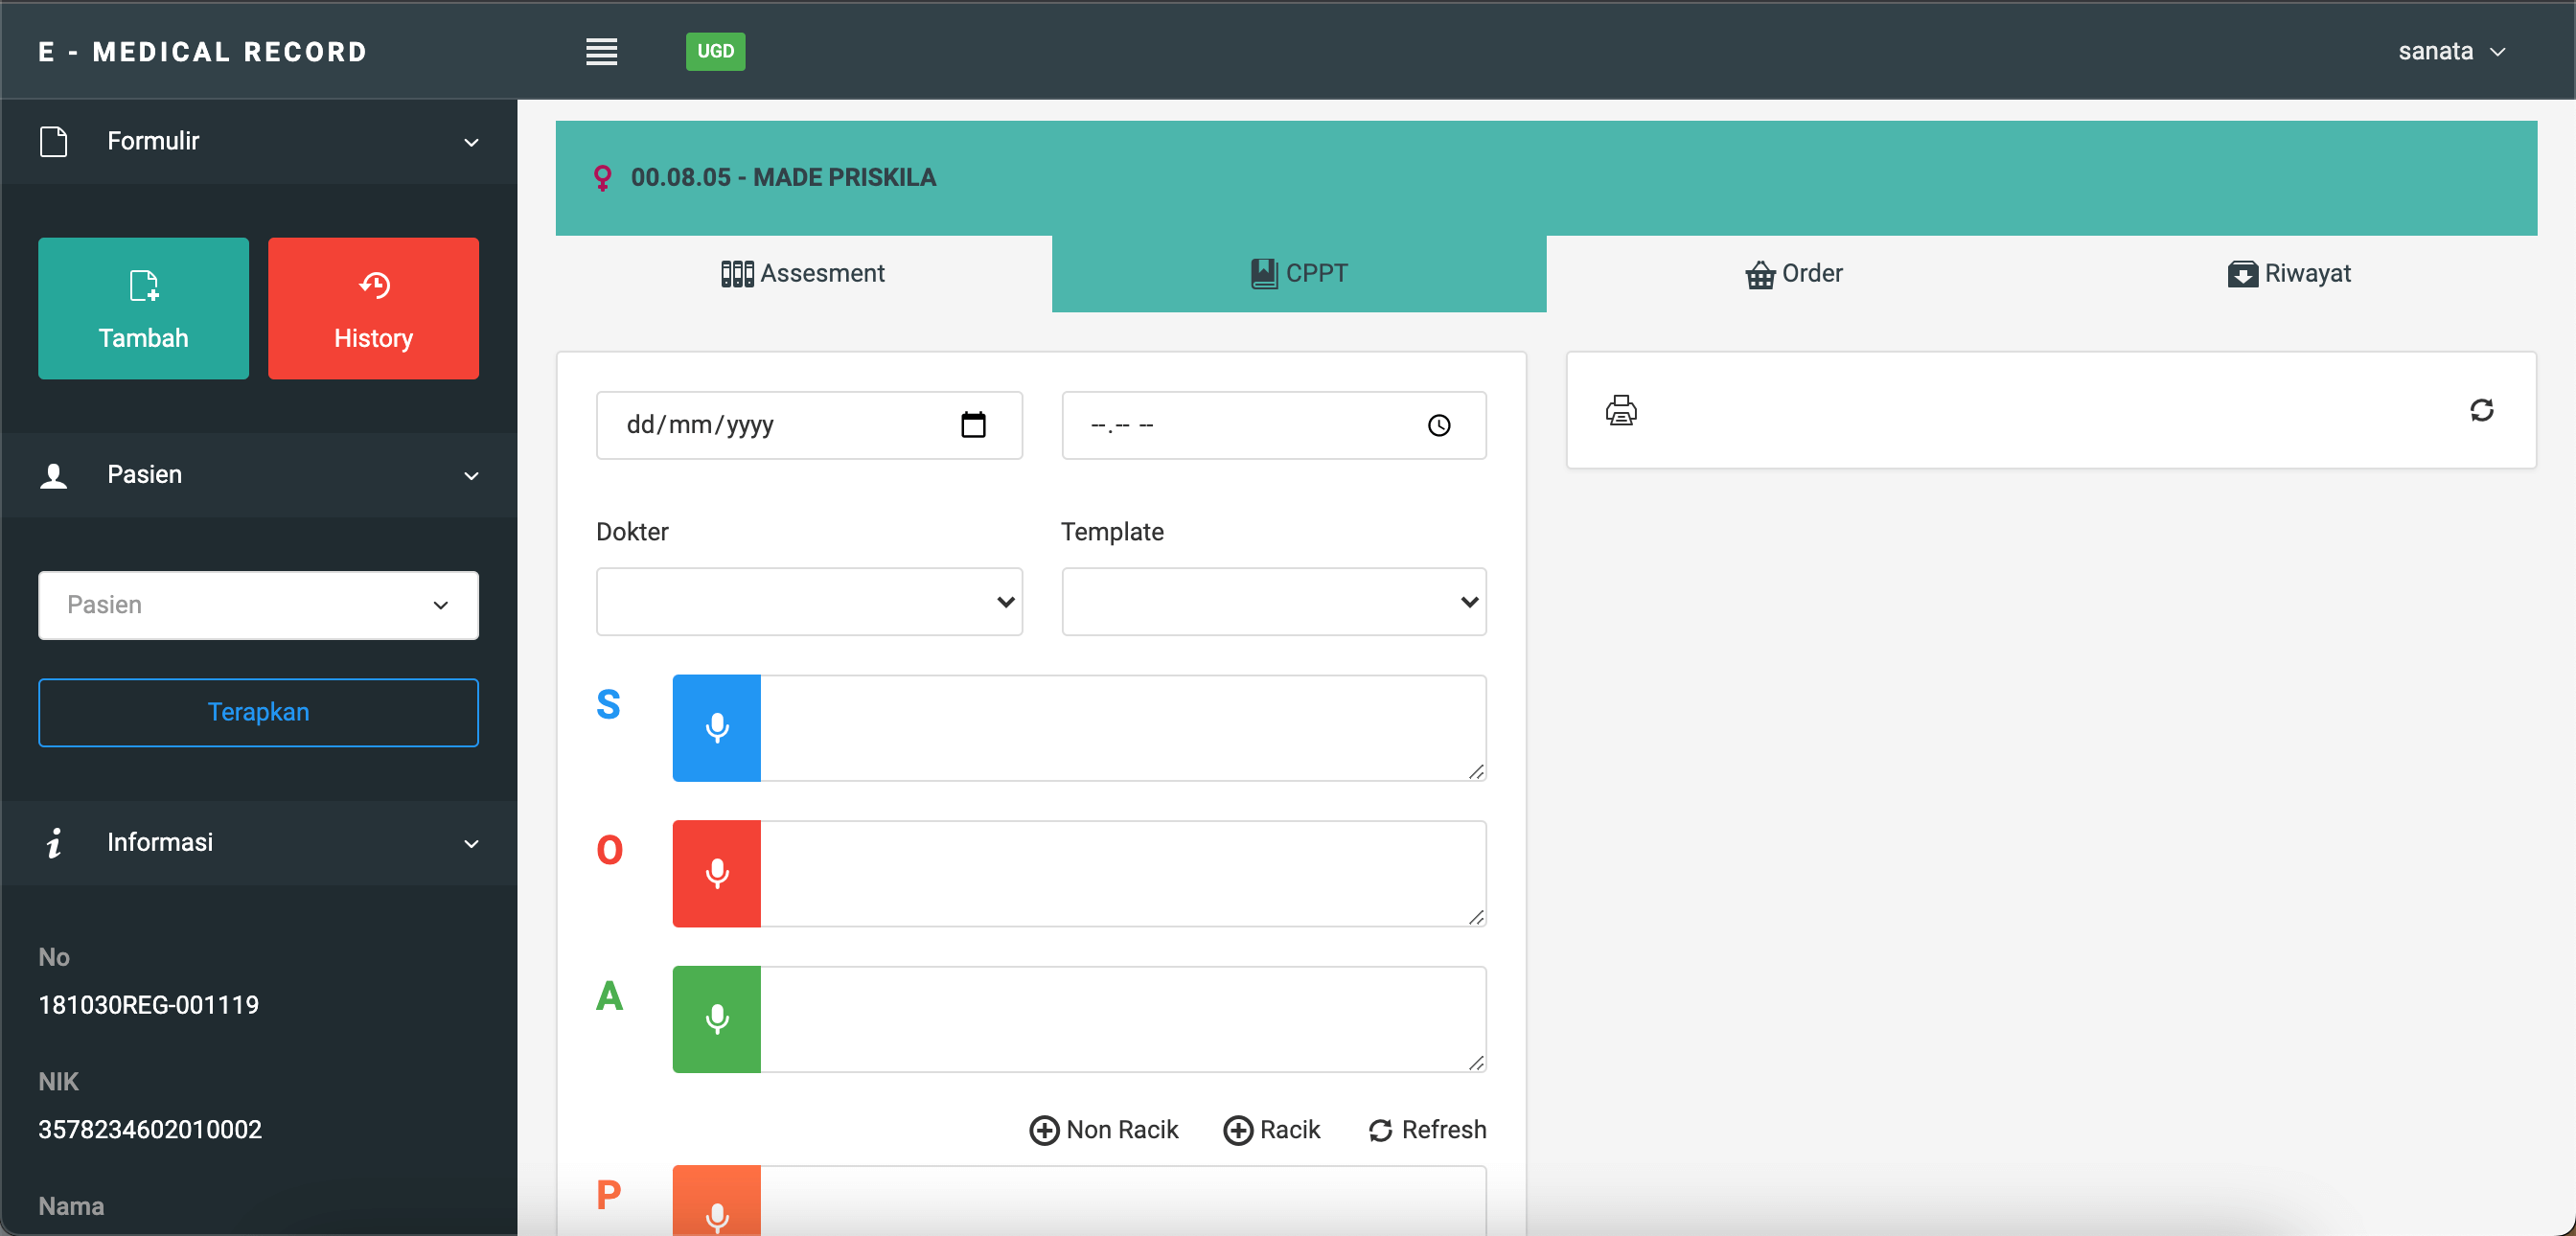 E - MEDICAL RECORD
UGD
sanata
Formulir
Tambah
History
Pasien
Pasien
Terapkan
Informasi
No
181030REG-001119
NIK
3578234602010002
Nama
00.08.05 - MADE PRISKILA
Assesment
CPPT
Order
Riwayat
dd/mm/yyyy
--.-- --
Dokter
Template
S
O
A
Non Racik
Racik
Refresh
P